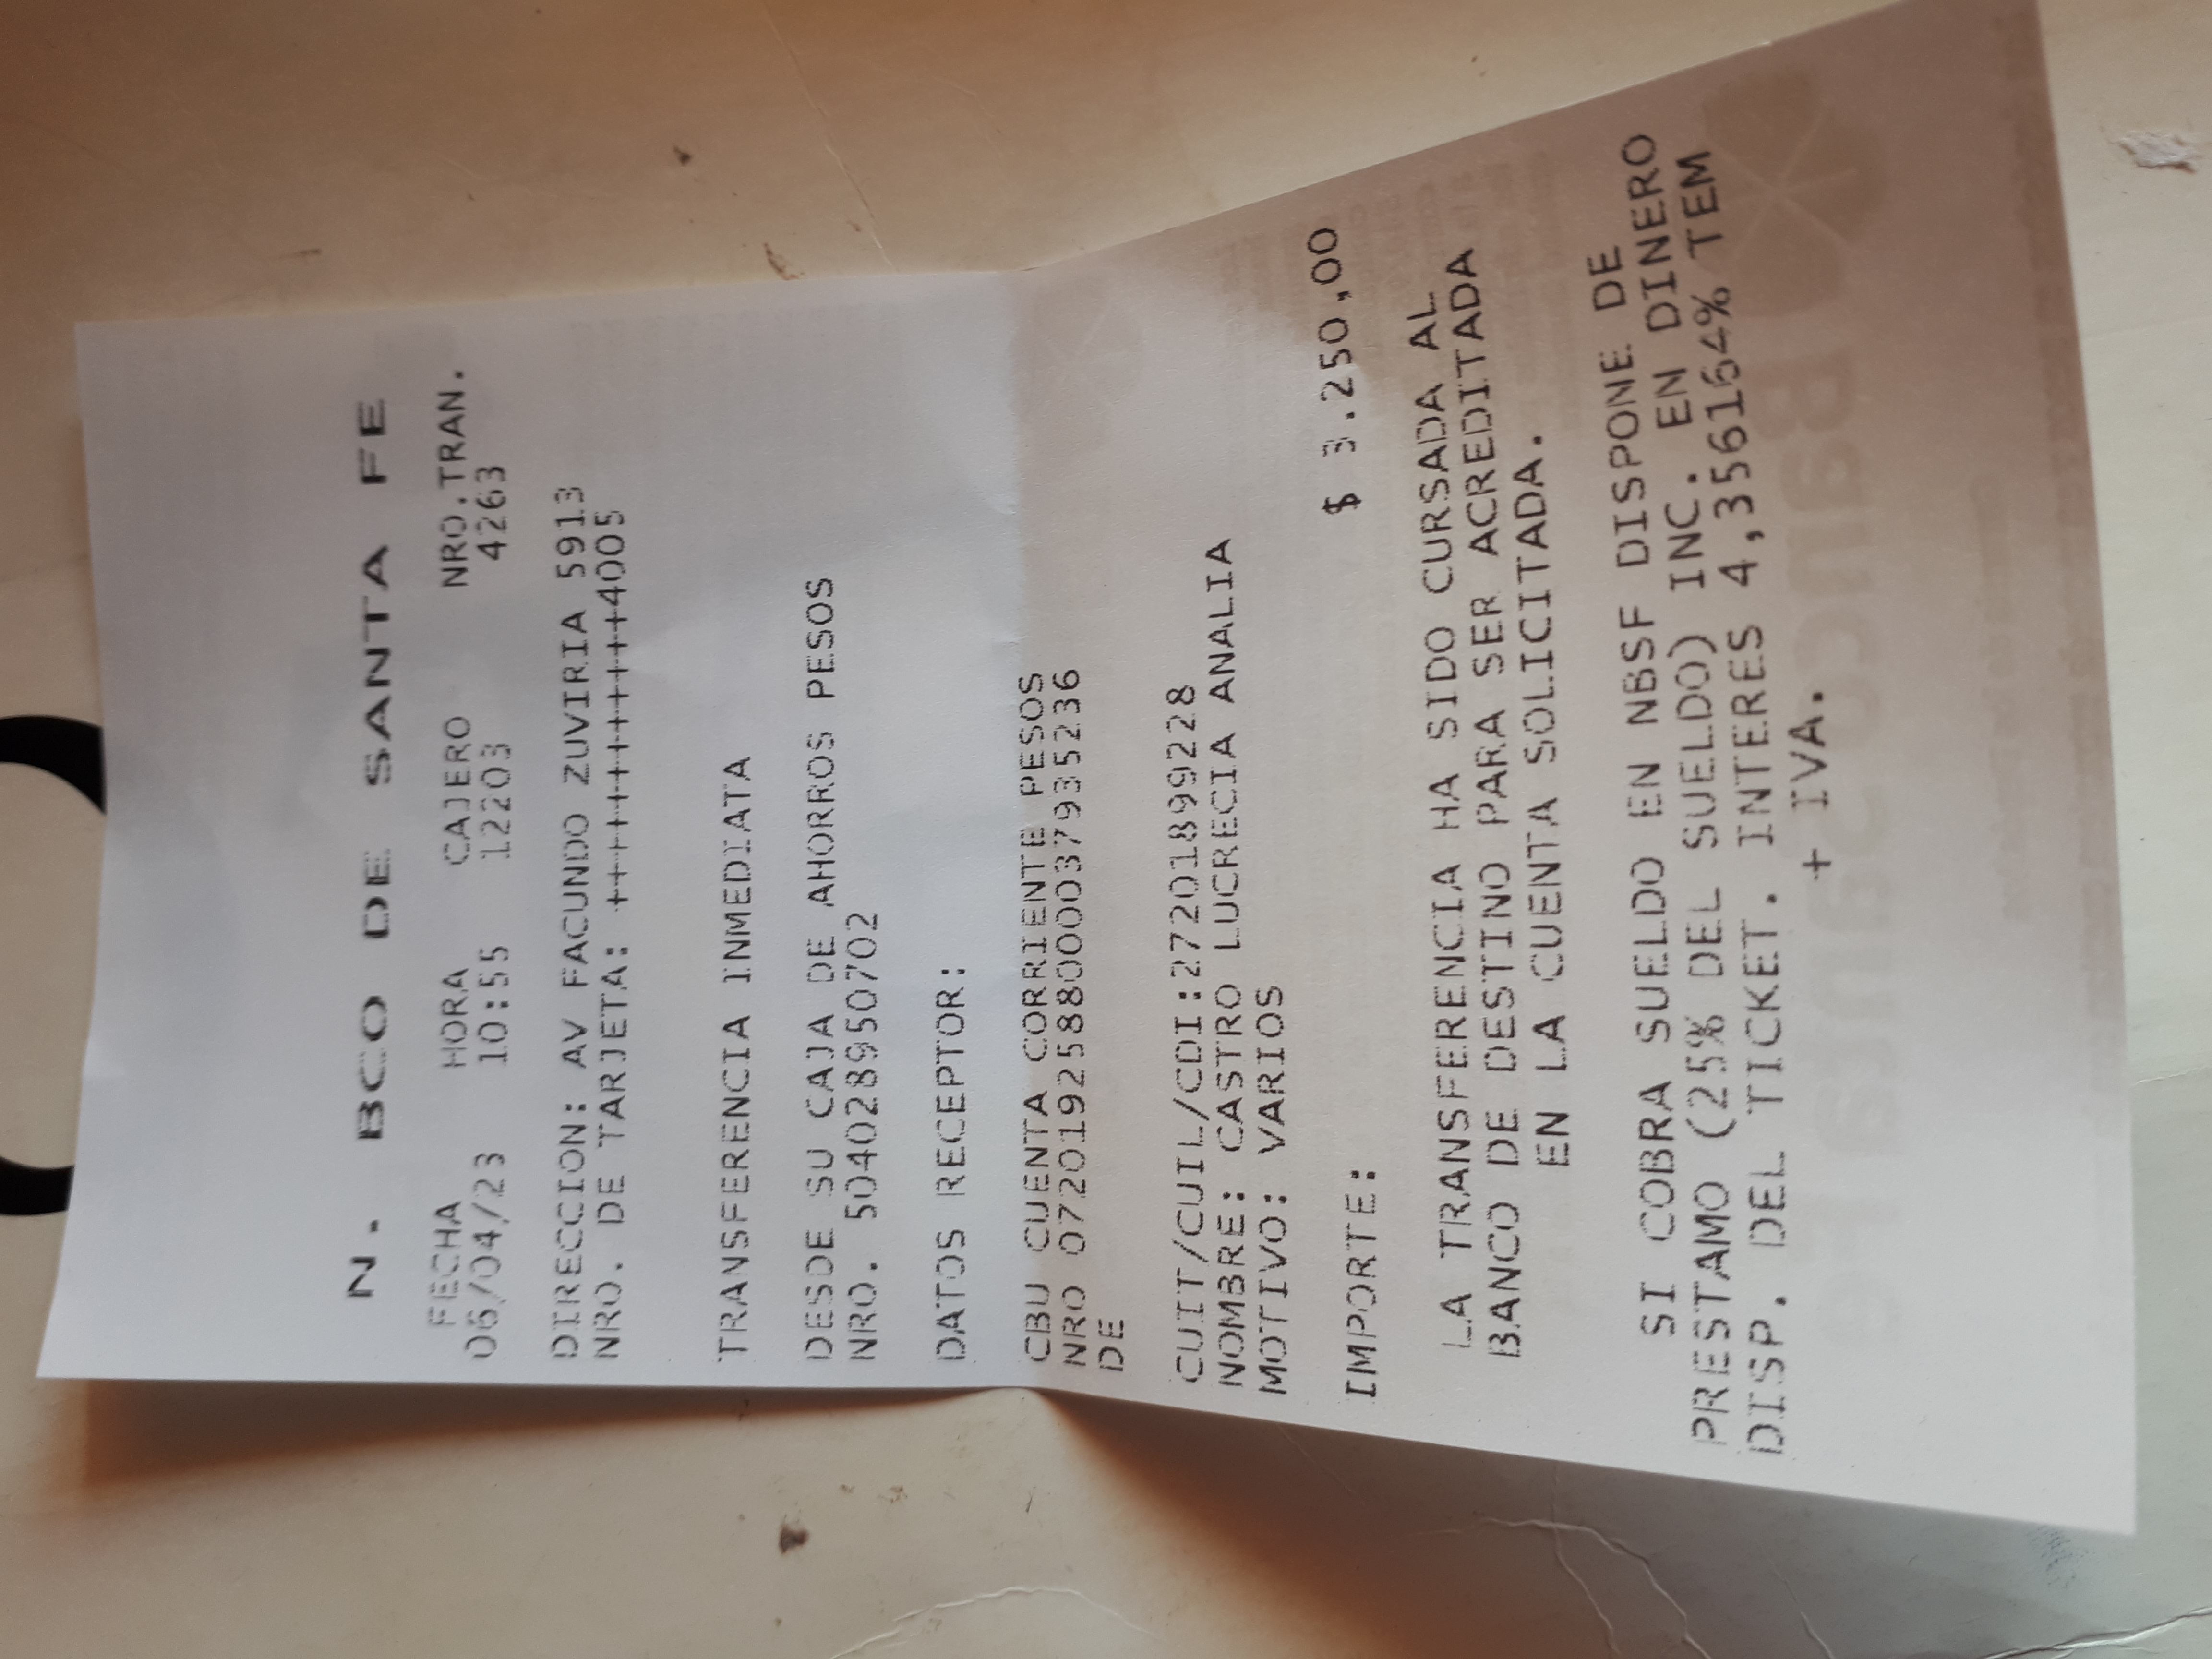 N. BCO DE SANTA FE
FECHA HORA CAJERO NRO.TRAN.
06/04/23 10:55 12203 4263
DIRECCION: AV FACUNDO ZUVIRIA 5913
NRO. DE TARJETA: ++++++++++++4005
TRANSFERENCIA INMEDIATA
DESDE SU CAJA DE AHORROS PESOS
NRO. 504028950702
DATOS RECEPTOR:
CBU CUENTA CORRIENTE PESOS
NRO 0720192588000037935236
DE
CUIT/CUIL/CDI:27201899228
NOMBRE: CASTRO LUCRECIA ANALIA
MOTIVO: VARIOS
IMPORTE: $ 3.250,00
LA TRANSFERENCIA HA SIDO CURSADA AL
BANCO DE DESTINO PARA SER ACREDITADA
EN LA CUENTA SOLICITADA.
SI COBRA SUELDO EN NBSF DISPONE DE
PRESTAMO (25% DEL SUELDO) INC. EN DINERO
DISP. DEL TICKET. INTERES 4,356164% TEM
+ IVA.
Banco Santa Fe